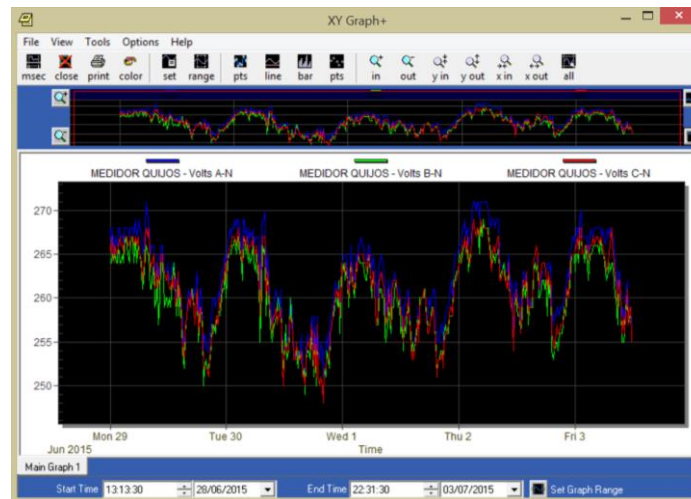 XY Graph+
File View Tools Options Help
msec close print color set range pts line bar pts in out y in y out x in x out all
MEDIDOR QUIJOS - Volts A-N MEDIDOR QUIJOS - Volts B-N MEDIDOR QUIJOS - Volts C-N
270
265
260
255
250
Mon 29 Tue 30 Wed 1 Thu 2 Fri 3
Jun 2015 Time
Main Graph 1
Start Time 13:13:30 28/06/2015 End Time 22:31:30 03/07/2015 Set Graph Range